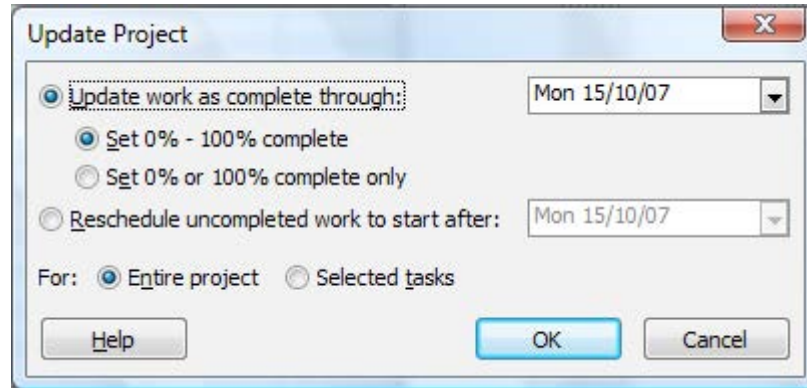 Update Project
Update work as complete through: Mon 15/10/07
Set 0% - 100% complete
Set 0% or 100% complete only
Reschedule uncompleted work to start after: Mon 15/10/07
For: Entire project Selected tasks
Help OK Cancel